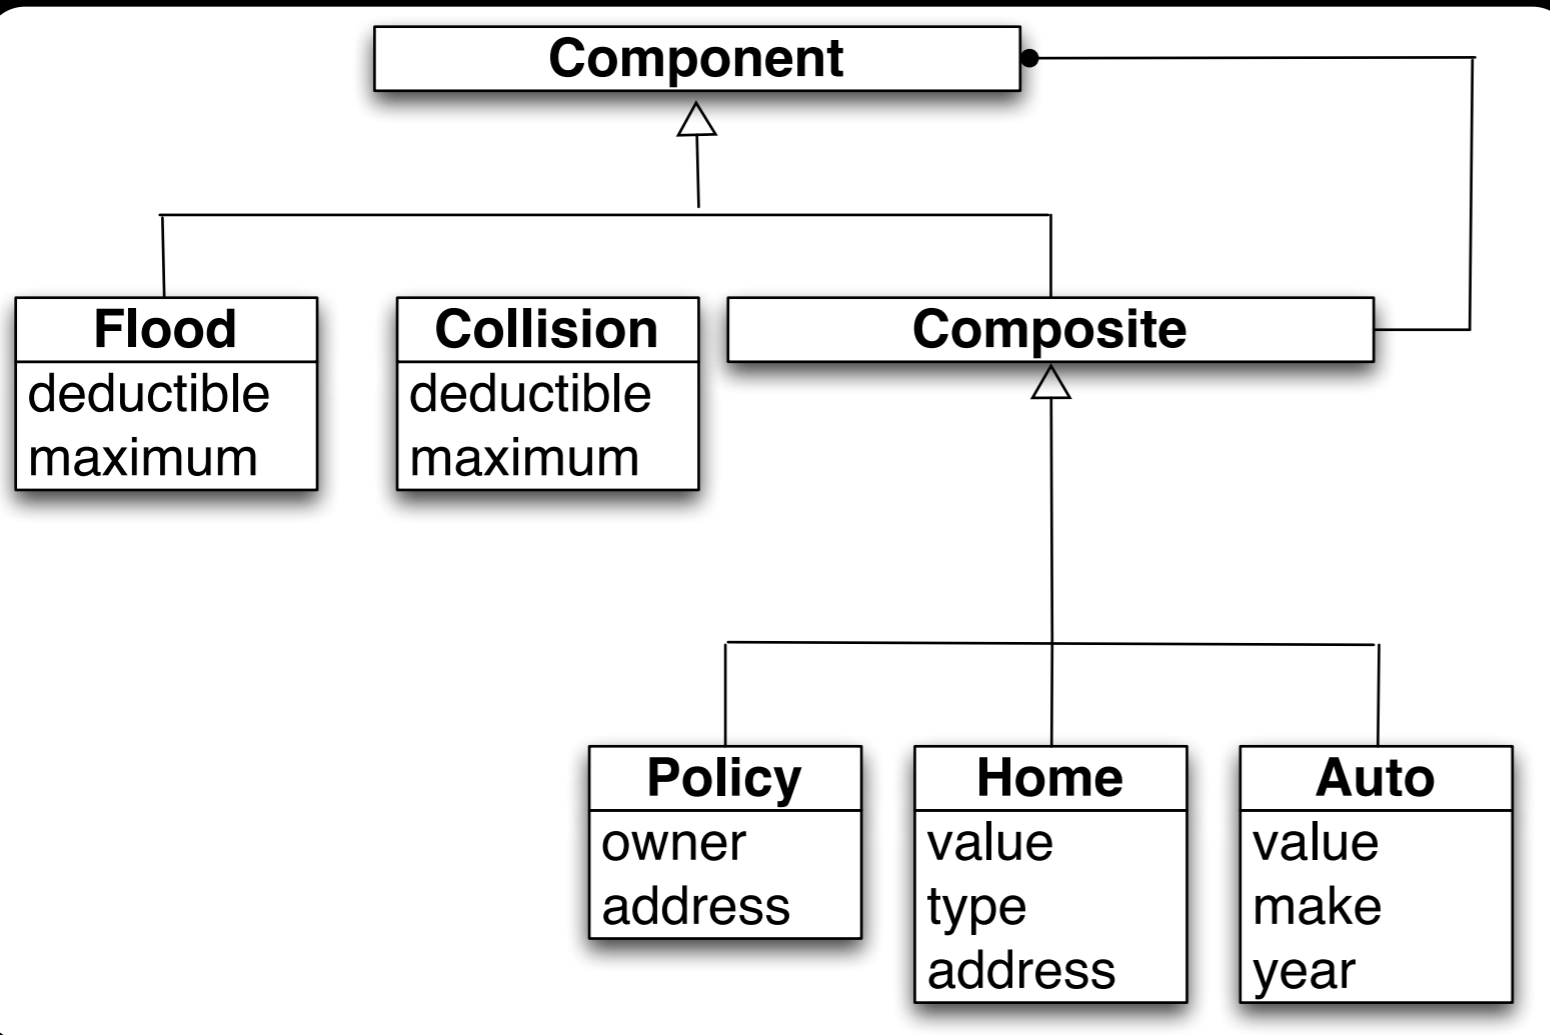 Component
Flood
deductible
maximum
Collision
deductible
maximum
Composite
Policy
owner
address
Home
value
type
address
Auto
value
make
year